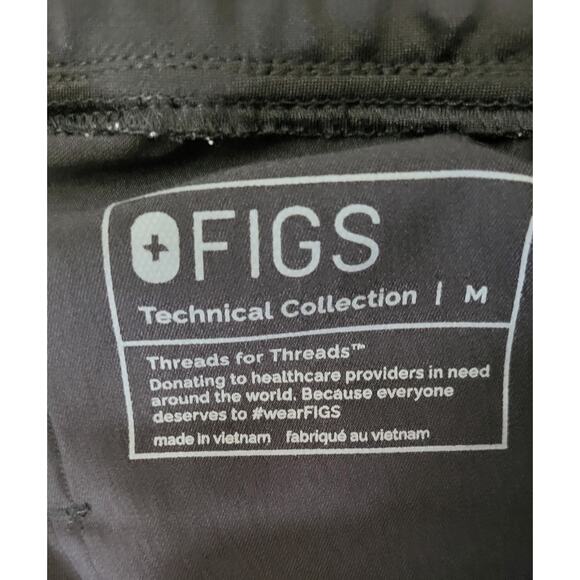 FIGS
Technical Collection | M
Threads for Threads™
Donating to healthcare providers in need
around the world. Because everyone
deserves to #wearFIGS
made in vietnam fabriqué au vietnam